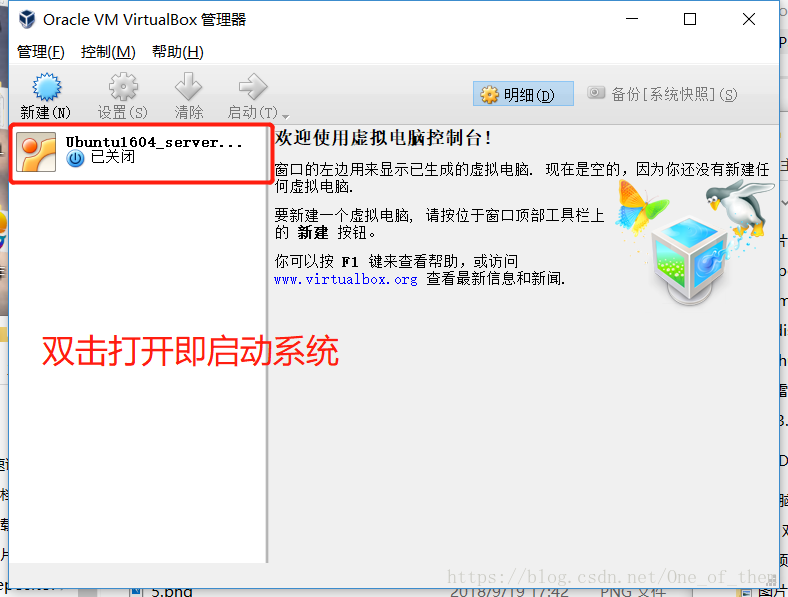 Oracle VM VirtualBox 管理器
管理(F) 控制(M) 帮助(H)
新建(N) 设置(S) 清除 启动(T) 明细(D) 备份[系统快照](S)
Ubuntu1604_server...
已关闭
欢迎使用虚拟电脑控制台!
窗口的左边用来显示已生成的虚拟电脑. 现在是空的, 因为你还没有新建任
何虚拟电脑.
要新建一个虚拟电脑, 请按位于窗口顶部工具栏上
的 新建 按钮。
你可以按 F1 键来查看帮助, 或访问
www.virtualbox.org 查看最新信息和新闻.
双击打开即启动系统
https://blog.csdn.net/One_of_them
5.png 2018/9/19 17:42 PNG 文件 图片